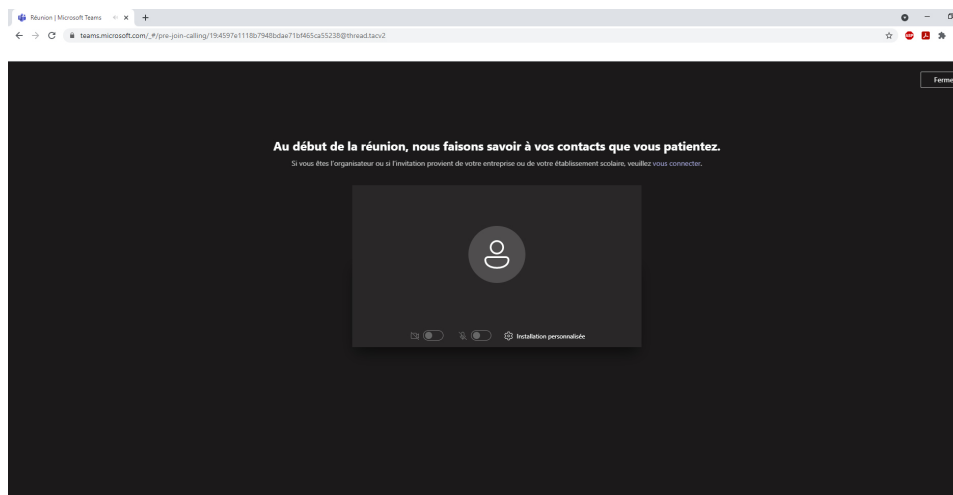 Réunion | Microsoft Teams
teams.microsoft.com/_#/pre-join-calling/19:4597e1118b7948bdae71bf465ca55238@thread.tacv2
Ferme
Au début de la réunion, nous faisons savoir à vos contacts que vous patientez.
Si vous êtes l'organisateur ou si l'invitation provient de votre entreprise ou de votre établissement scolaire, veuillez vous connecter.
Installation personnalisée